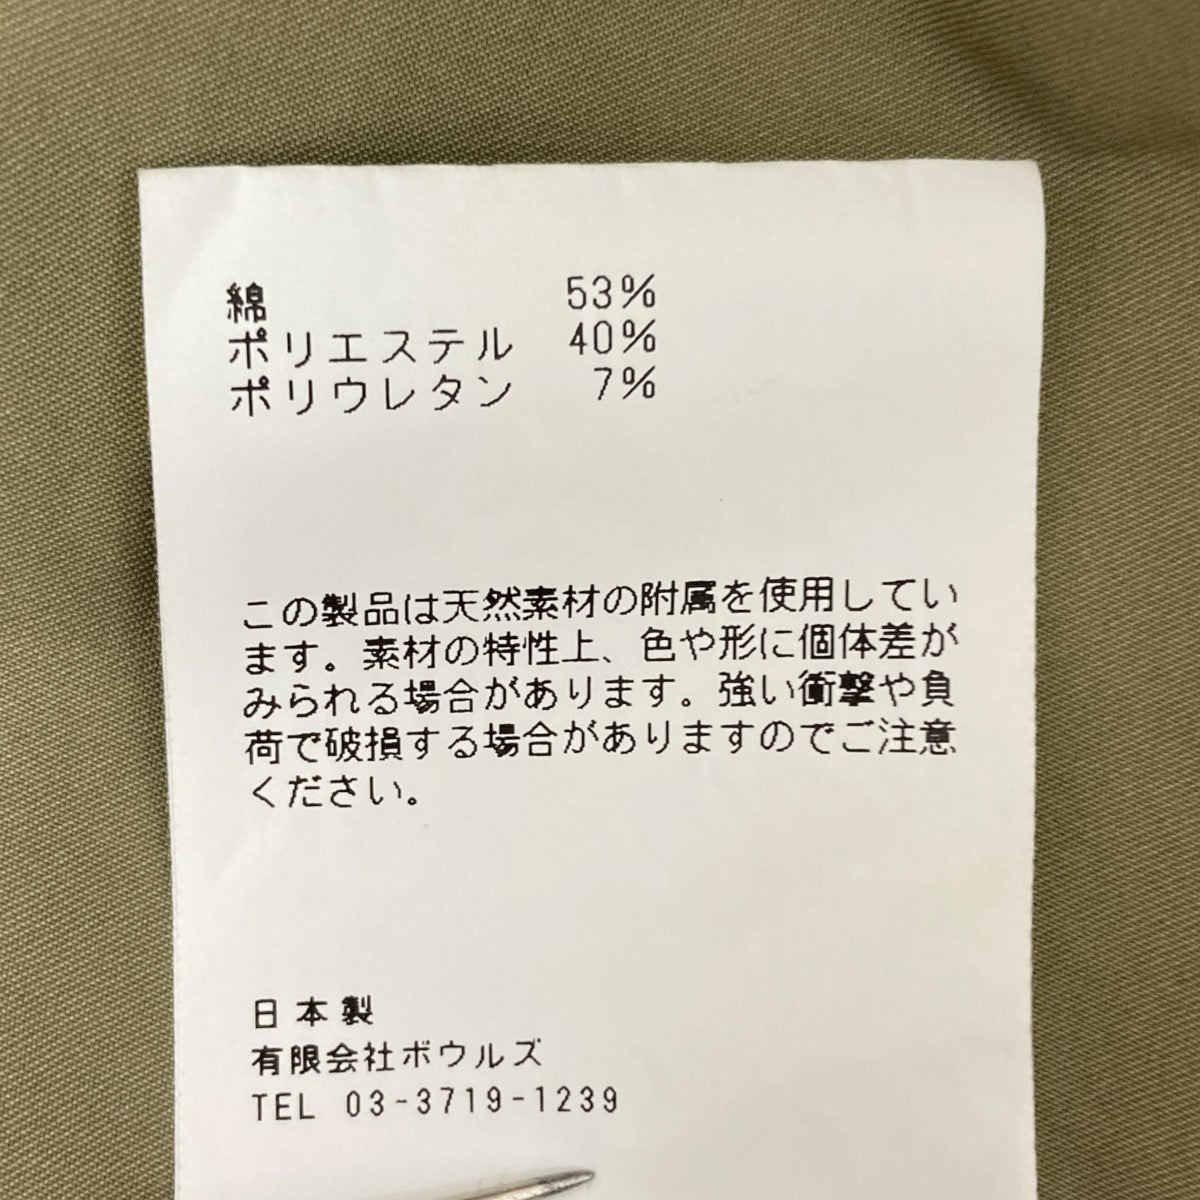 綿 53%
ポリエステル 40%
ポリウレタン 7%
この製品は天然素材の附属を使用してい
ます。素材の特性上、色や形に個体差が
みられる場合があります。強い衝撃や負
荷で破損する場合がありますのでご注意
ください。
日本製
有限会社ボウルズ
TEL 03-3719-1239